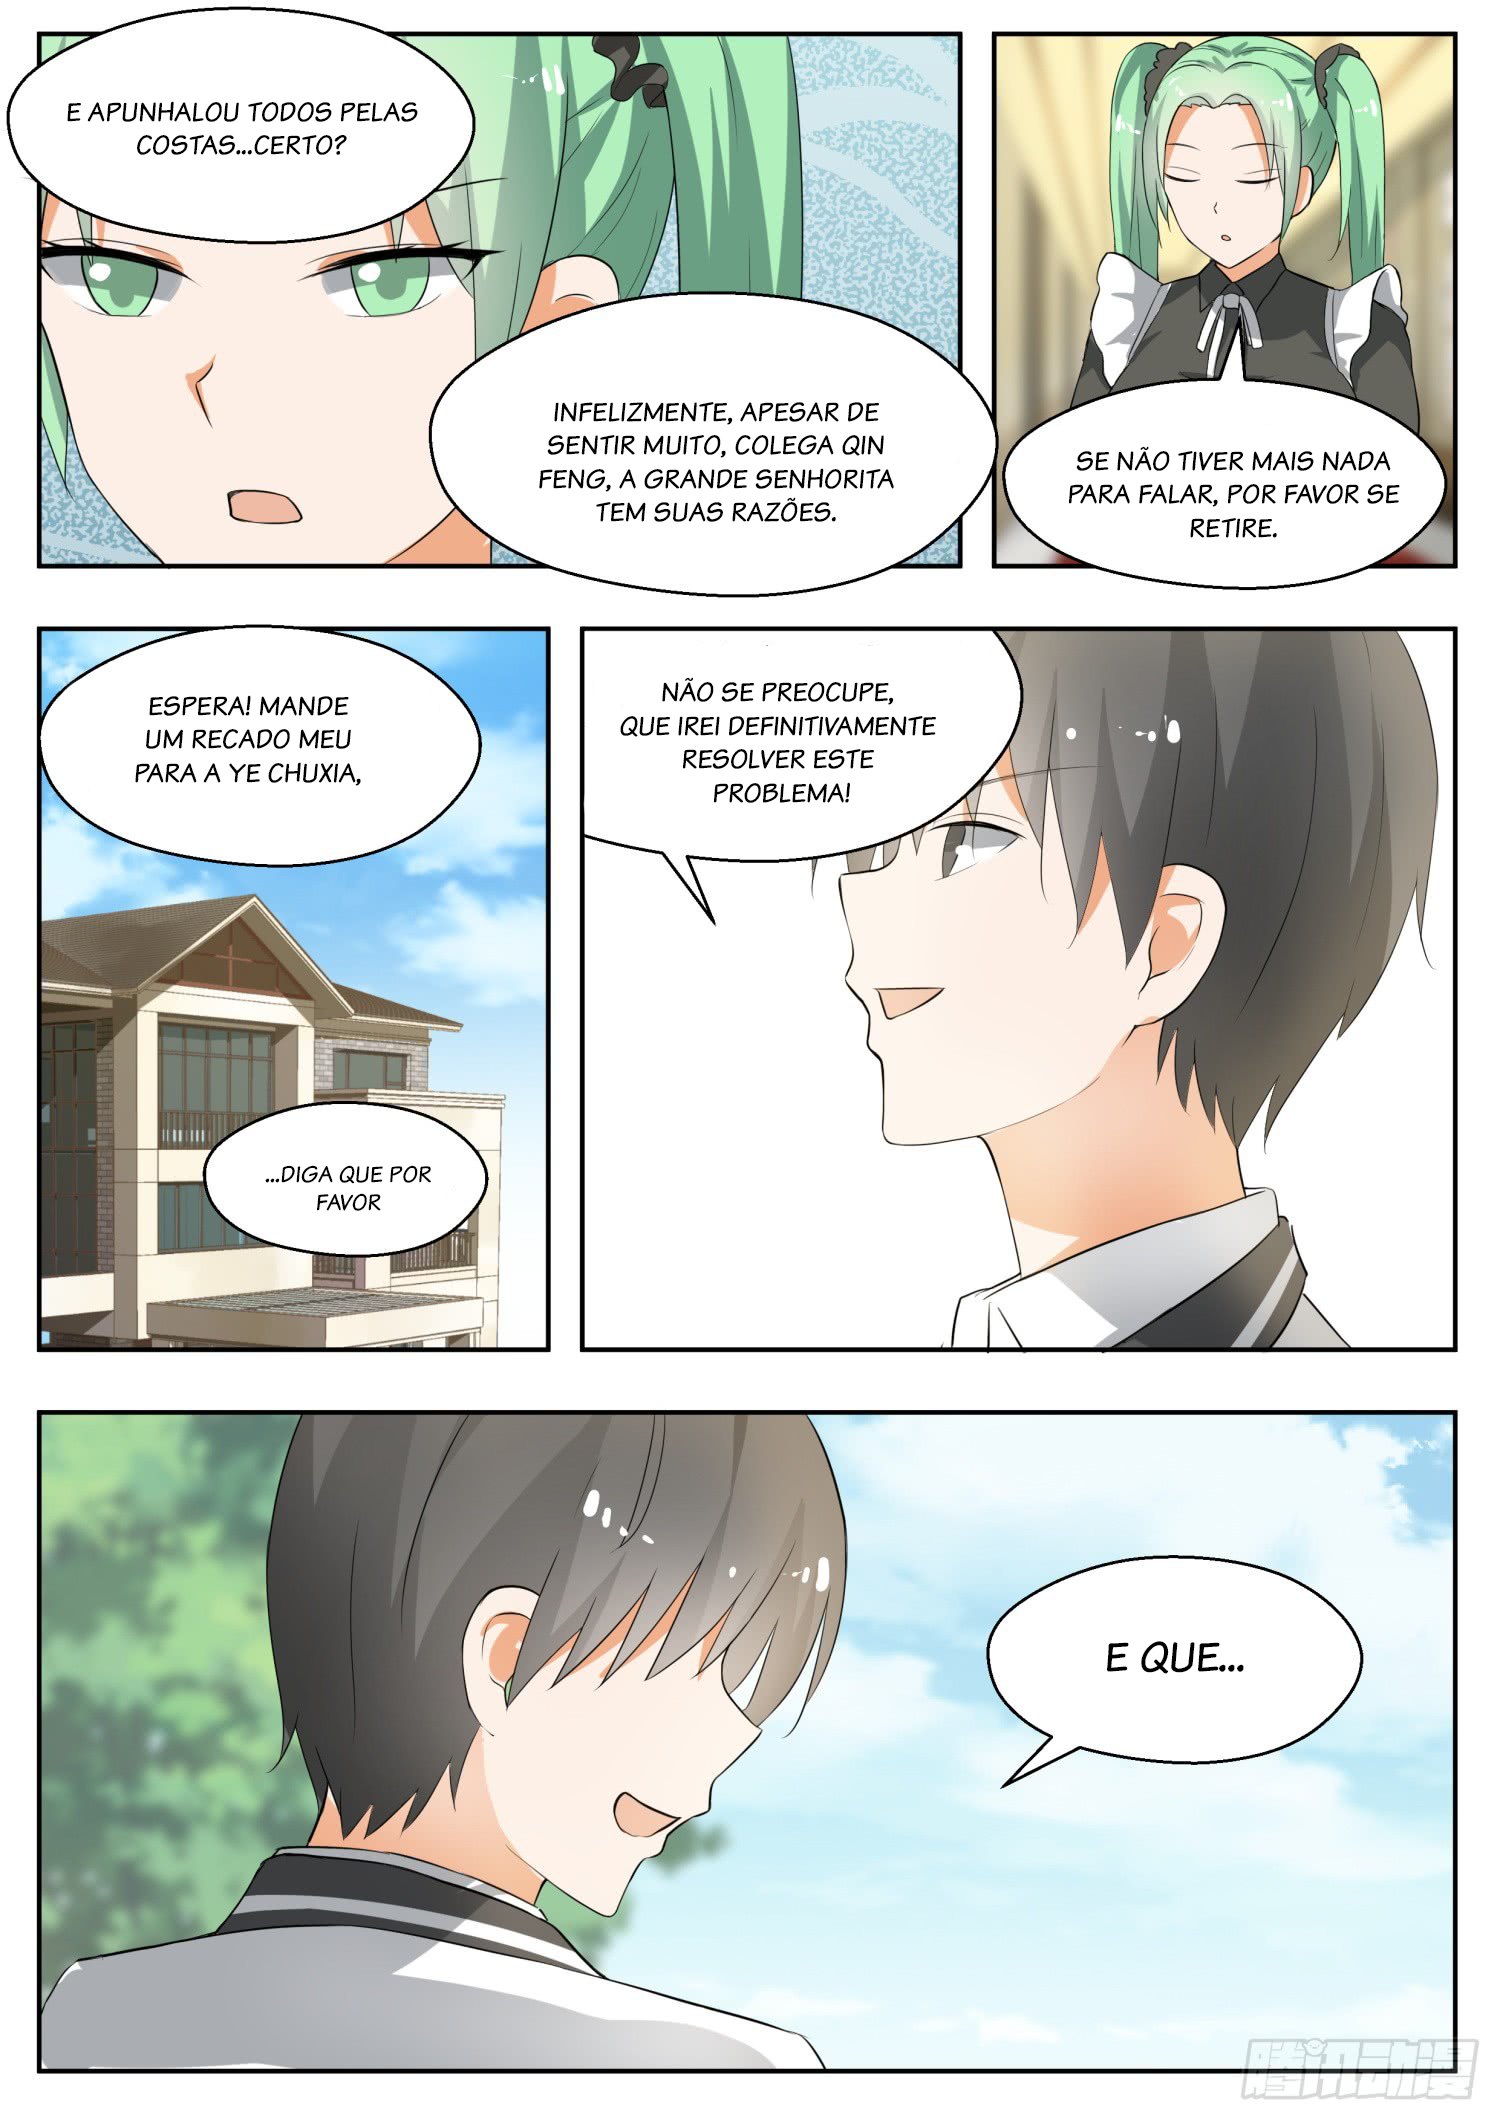 E APUNHALOU TODOS PELAS
COSTAS...CERTO?
INFELIZMENTE, APESAR DE
SENTIR MUITO, COLEGA QIN
FENG, A GRANDE SENHORITA
TEM SUAS RAZÕES.
SE NÃO TIVER MAIS NADA
PARA FALAR, POR FAVOR SE
RETIRE.
ESPERA! MANDE
UM RECADO MEU
PARA A YE CHUXIA,
...DIGA QUE POR
FAVOR
NÃO SE PREOCUPE,
QUE IREI DEFINITIVAMENTE
RESOLVER ESTE
PROBLEMA!
E QUE...
腾讯动漫